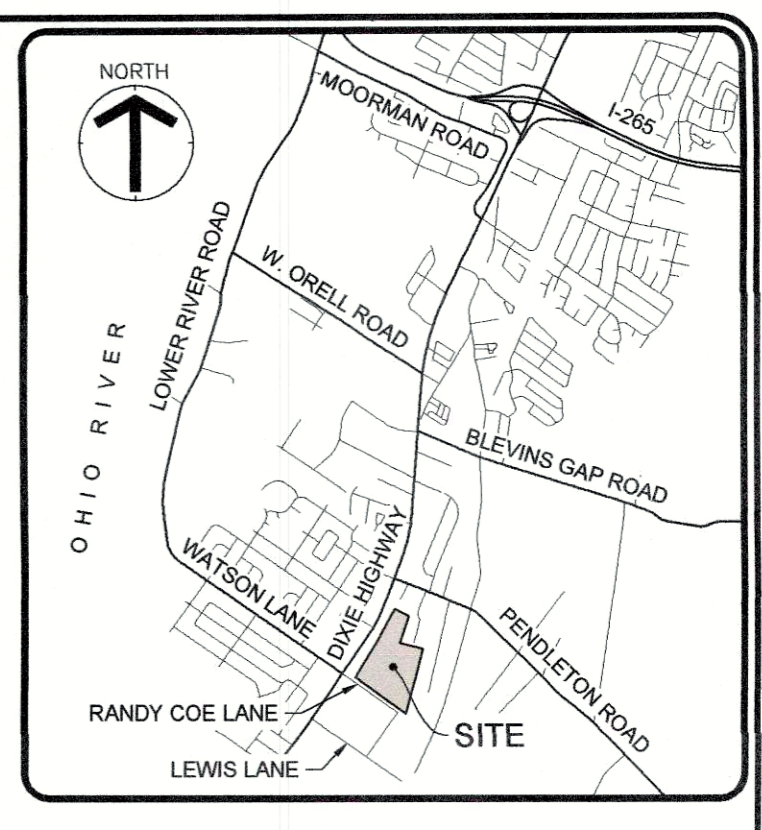 NORTH
MOORMAN ROAD
I-265
LOWER RIVER ROAD
W. ORELL ROAD
OHIO RIVER
BLEVINS GAP ROAD
WATSON LANE
DIXIE HIGHWAY
PENDLETON ROAD
RANDY COE LANE
SITE
LEWIS LANE